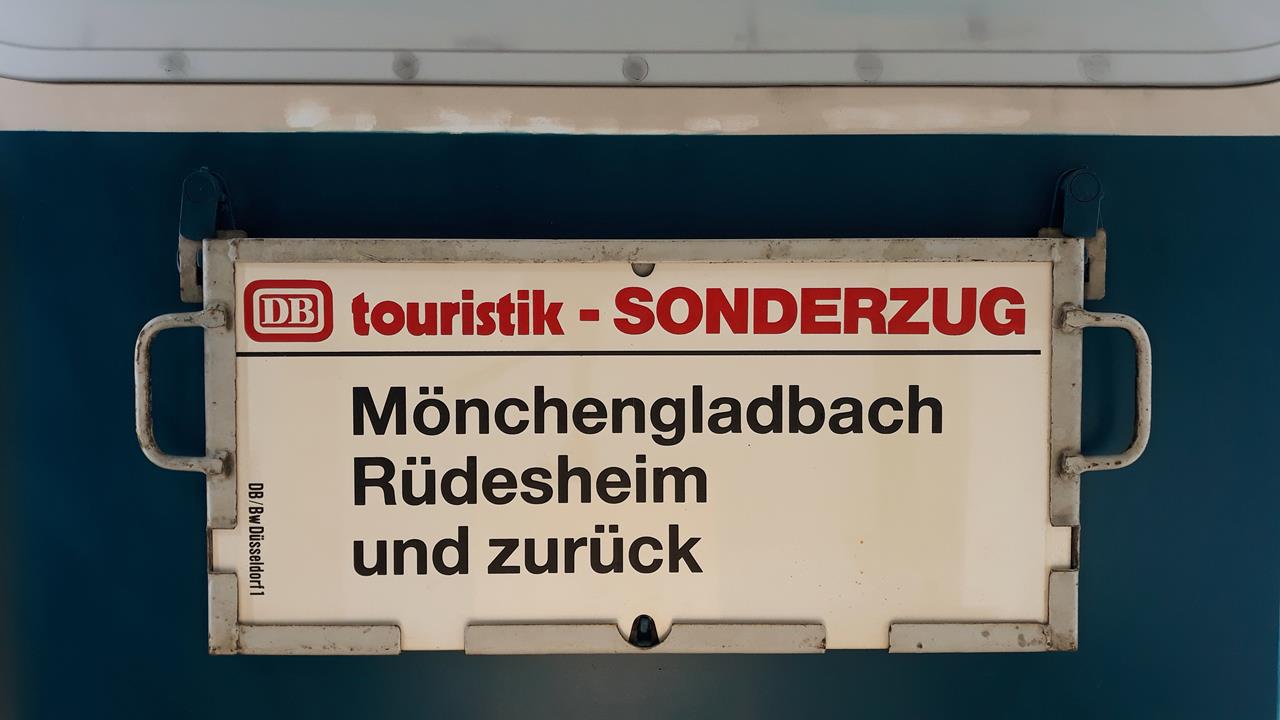 DB touristik - SONDERZUG
Mönchengladbach
Rüdesheim
und zurück
DB/Bw Düsseldorf 1